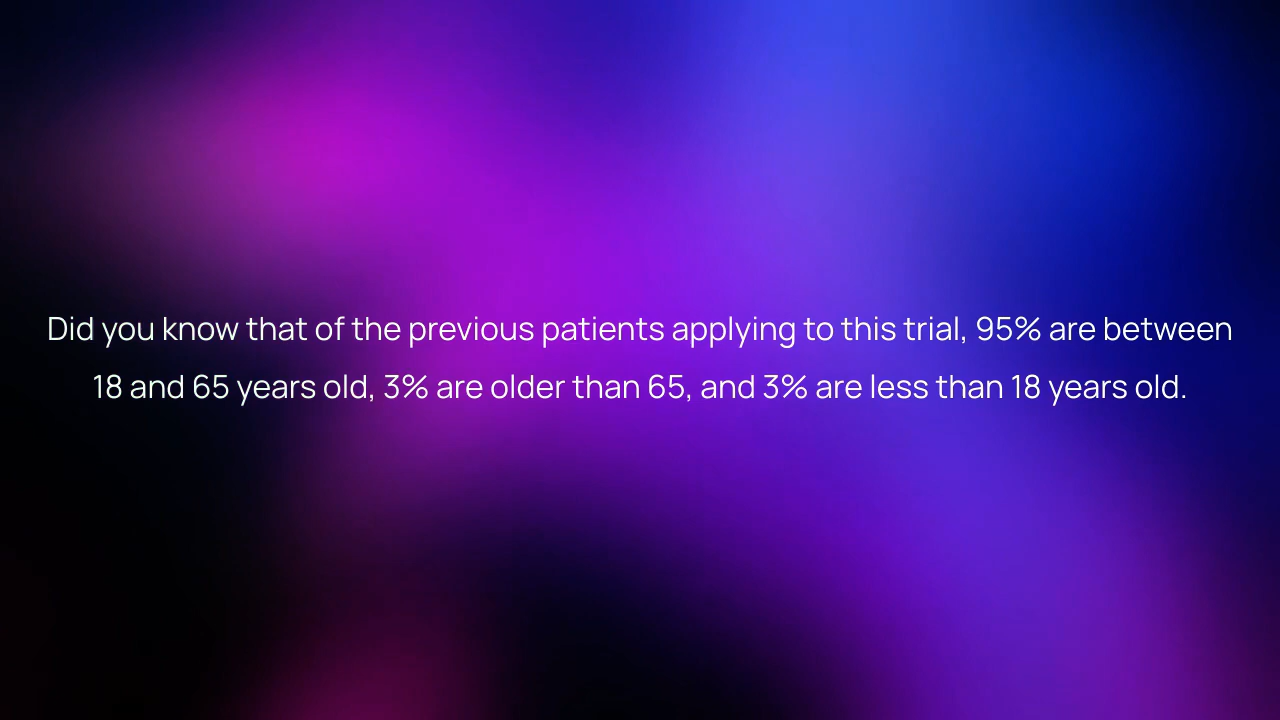 Did you know that of the previous patients applying to this trial, 95% are between
18 and 65 years old, 3% are older than 65, and 3% are less than 18 years old.